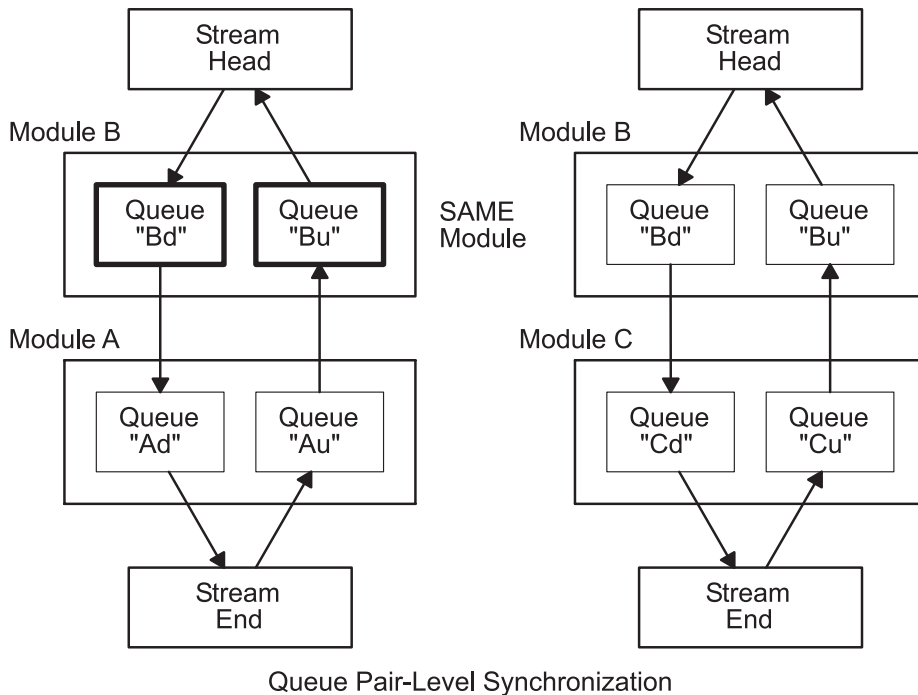 Stream
Head
Stream
Head
Module B
Module B
Queue
"Bd"
Queue
"Bu"
SAME
Module
Queue
"Bd"
Queue
"Bu"
Module A
Module C
Queue
"Ad"
Queue
"Au"
Queue
"Cd"
Queue
"Cu"
Stream
End
Stream
End
Queue Pair-Level Synchronization